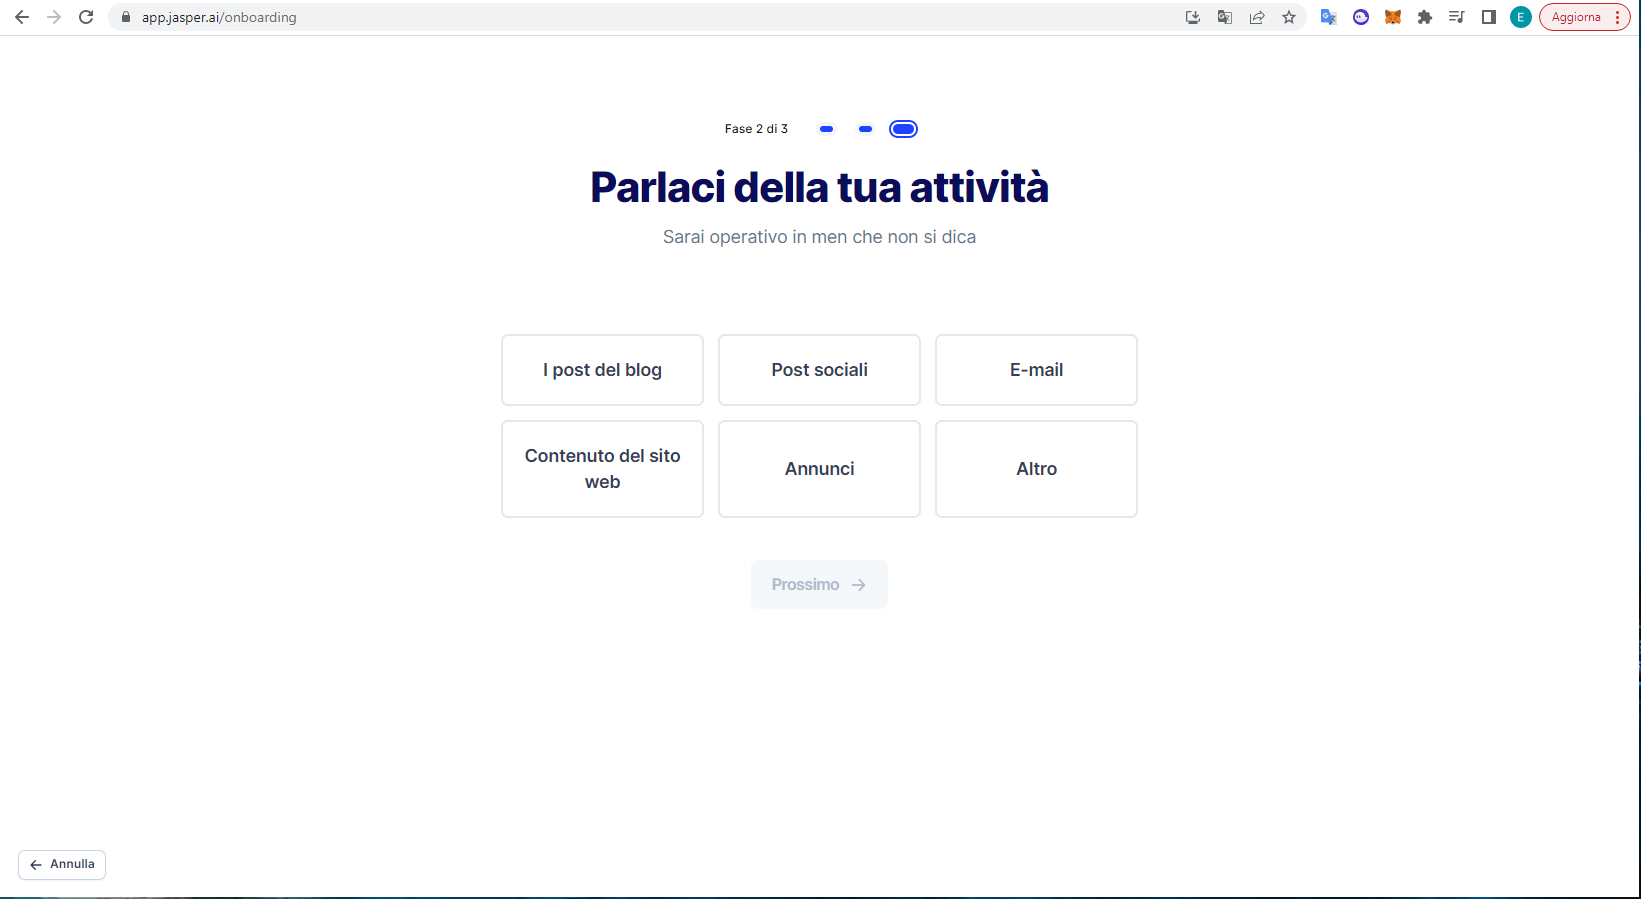 app.jasper.ai/onboarding
E
Aggiorna
Fase 2 di 3
Parlaci della tua attività
Sarai operativo in men che non si dica
I post del blog
Post sociali
E-mail
Contenuto del sito
web
Annunci
Altro
Prossimo →
← Annulla